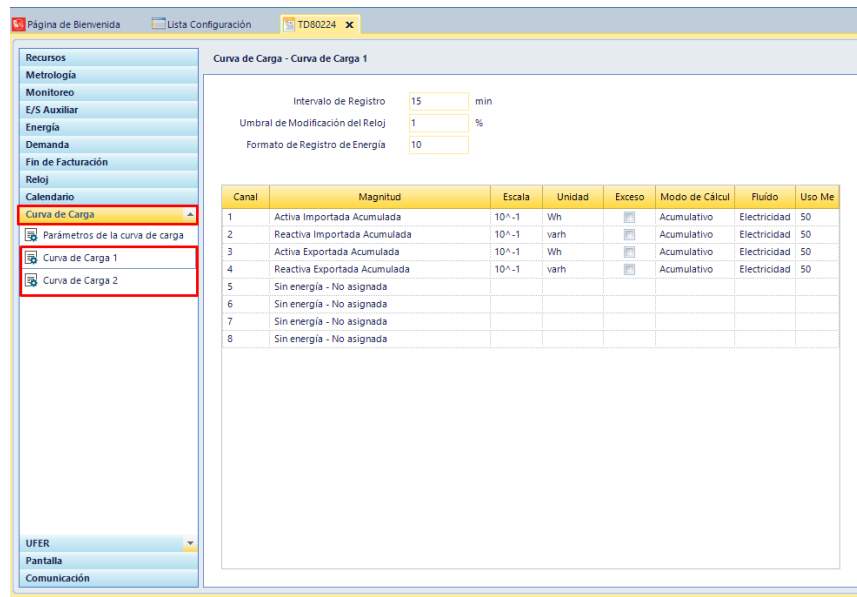 Página de Bienvenida Lista Configuración TD80224 x
Recursos
Metrología
Monitoreo
E/S Auxiliar
Energía
Demanda
Fin de Facturación
Reloj
Calendario
Curva de Carga
Parámetros de la curva de carga
Curva de Carga 1
Curva de Carga 2
UFER
Pantalla
Comunicación
Curva de Carga - Curva de Carga 1
Intervalo de Registro 15 min
Umbral de Modificación del Reloj 1 %
Formato de Registro de Energía 10
Canal Magnitud Escala Unidad Exceso Modo de Cálcul Fluído Uso Me
1 Activa Importada Acumulada 10^-1 Wh Acumulativo Electricidad 50
2 Reactiva Importada Acumulada 10^-1 varh Acumulativo Electricidad 50
3 Activa Exportada Acumulada 10^-1 Wh Acumulativo Electricidad 50
4 Reactiva Exportada Acumulada 10^-1 varh Acumulativo Electricidad 50
5 Sin energía - No asignada
6 Sin energía - No asignada
7 Sin energía - No asignada
8 Sin energía - No asignada